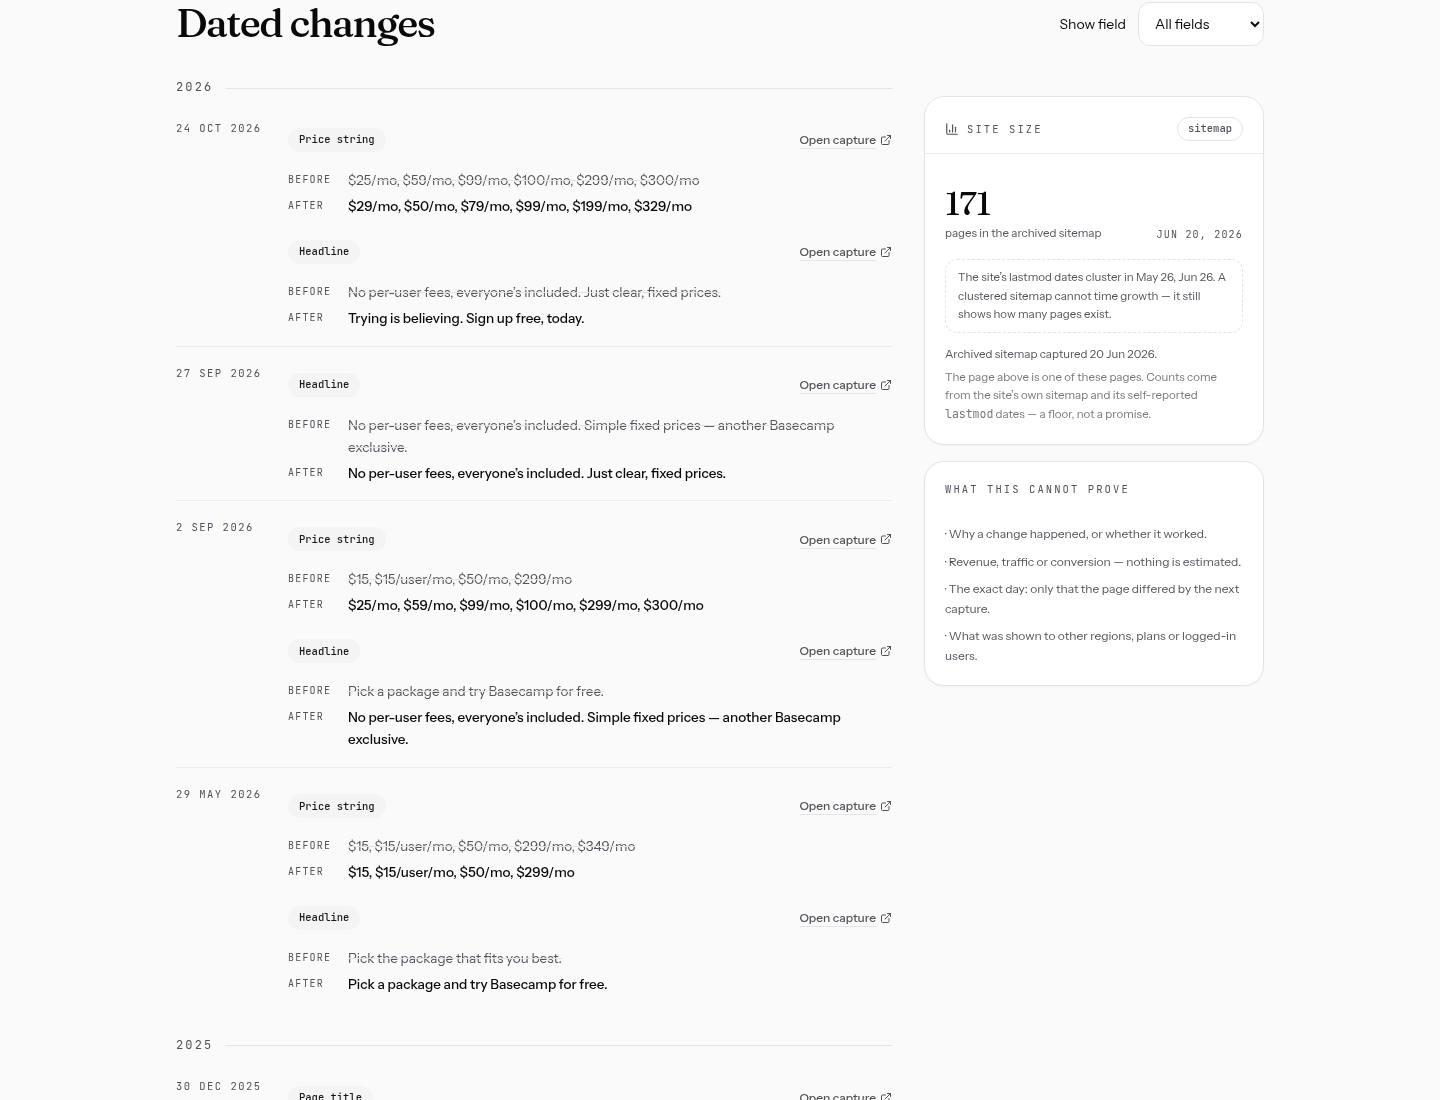 Dated changes
Show field
All fields
2026
24 OCT 2026
Price string
Open capture
BEFORE
$25/mo, $59/mo, $99/mo, $100/mo, $299/mo, $300/mo
AFTER
$29/mo, $50/mo, $79/mo, $99/mo, $199/mo, $329/mo
Headline
Open capture
BEFORE
No per-user fees, everyone's included. Just clear, fixed prices.
AFTER
Trying is believing. Sign up free, today.
27 SEP 2026
Headline
Open capture
BEFORE
No per-user fees, everyone's included. Simple fixed prices — another Basecamp
exclusive.
AFTER
No per-user fees, everyone's included. Just clear, fixed prices.
2 SEP 2026
Price string
Open capture
BEFORE
$15, $15/user/mo, $50/mo, $299/mo
AFTER
$25/mo, $59/mo, $99/mo, $100/mo, $299/mo, $300/mo
Headline
Open capture
BEFORE
Pick a package and try Basecamp for free.
AFTER
No per-user fees, everyone's included. Simple fixed prices — another Basecamp
exclusive.
29 MAY 2026
Price string
Open capture
BEFORE
$15, $15/user/mo, $50/mo, $299/mo, $349/mo
AFTER
$15, $15/user/mo, $50/mo, $299/mo
Headline
Open capture
BEFORE
Pick the package that fits you best.
AFTER
Pick a package and try Basecamp for free.
2025
30 DEC 2025
Page title
Open capture
SITE SIZE
sitemap
171
pages in the archived sitemap
JUN 20, 2026
The site's lastmod dates cluster in May 26, Jun 26. A
clustered sitemap cannot time growth — it still
shows how many pages exist.
Archived sitemap captured 20 Jun 2026.
The page above is one of these pages. Counts come
from the site's own sitemap and its self-reported
lastmod dates — a floor, not a promise.
WHAT THIS CANNOT PROVE
· Why a change happened, or whether it worked.
· Revenue, traffic or conversion — nothing is estimated.
· The exact day: only that the page differed by the next
capture.
· What was shown to other regions, plans or logged-in
users.